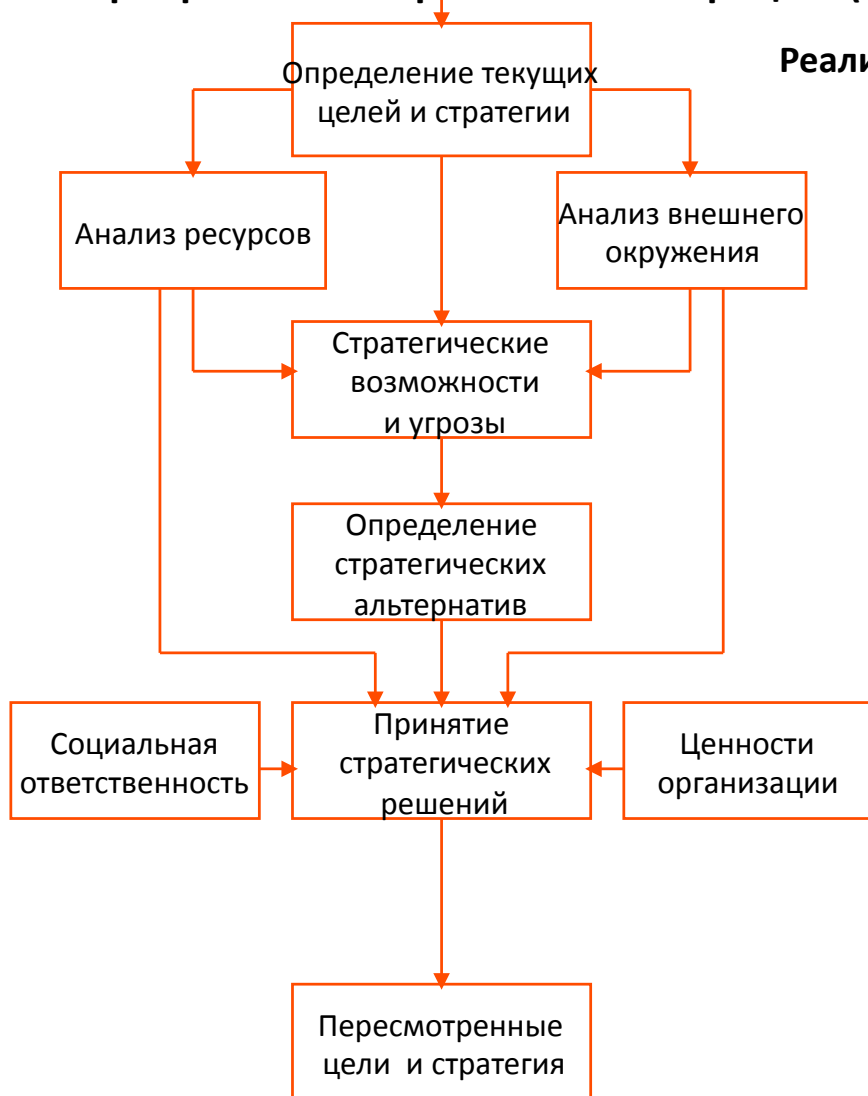 Определение текущих
целей и стратегии
Анализ ресурсов
Анализ внешнего
окружения
Стратегические
возможности
и угрозы
Определение
стратегических
альтернатив
Социальная
ответственность
Принятие
стратегических
решений
Ценности
организации
Пересмотренные
цели и стратегия